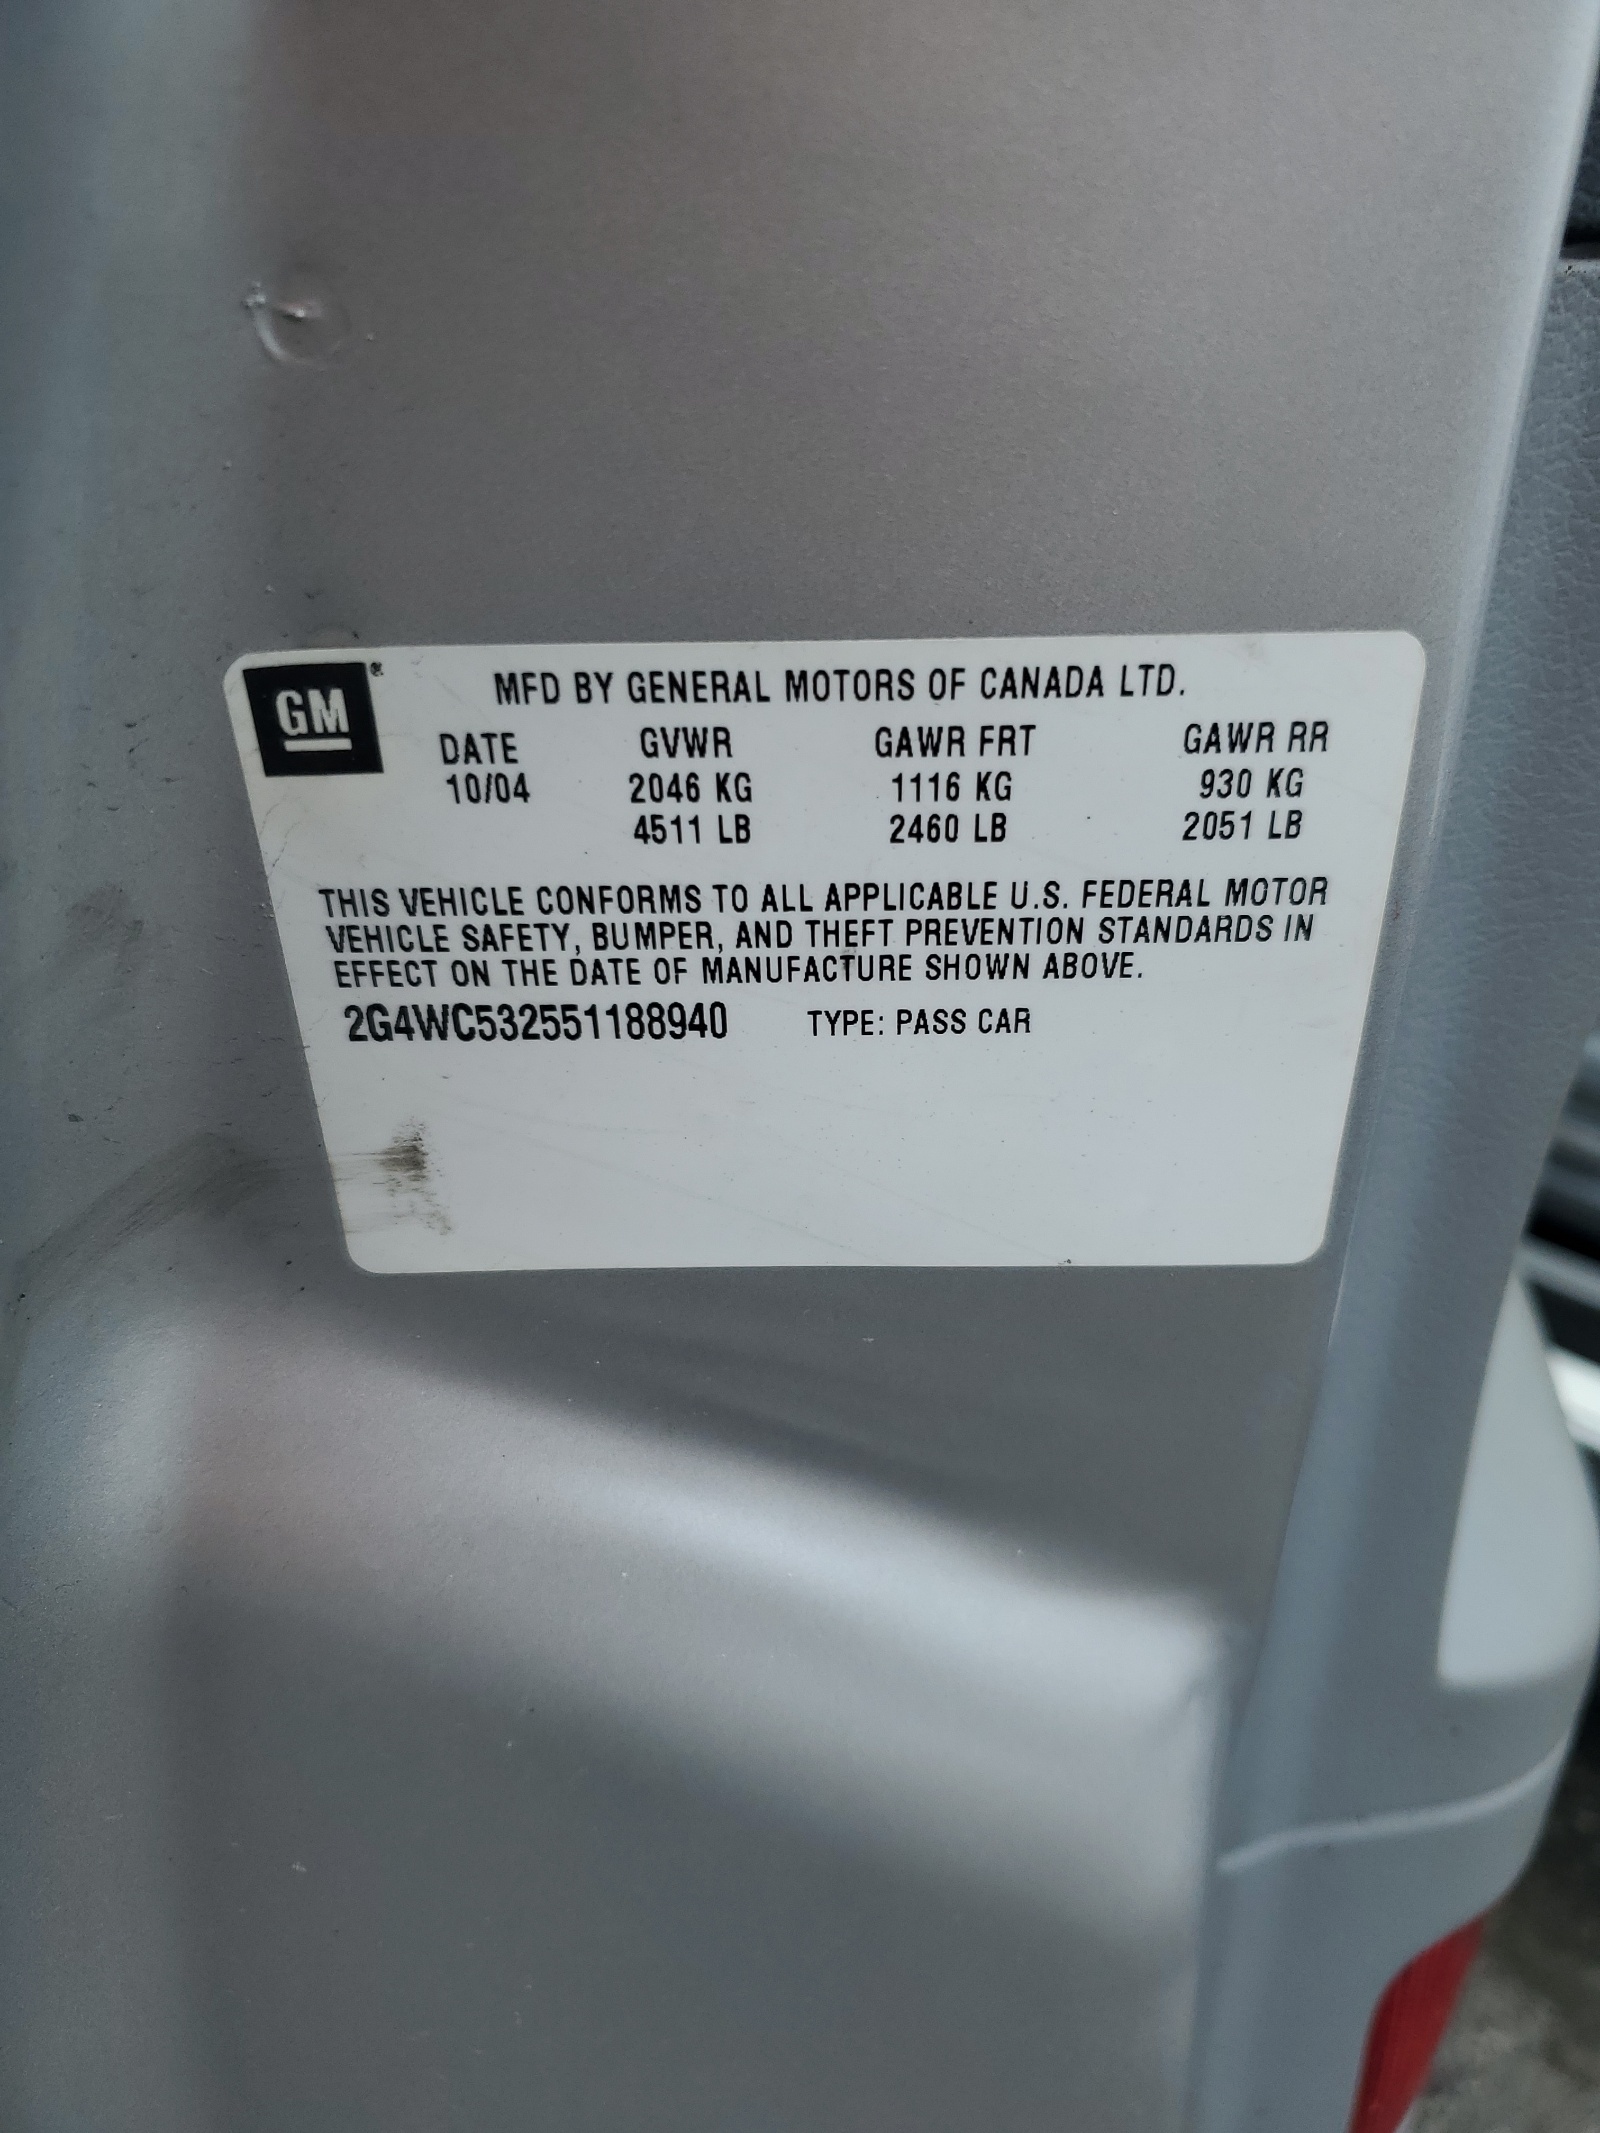 GM®
MFD BY GENERAL MOTORS OF CANADA LTD.
DATE GVWR GAWR FRT GAWR RR
10/04 2046 KG 1116 KG 930 KG
4511 LB 2460 LB 2051 LB
THIS VEHICLE CONFORMS TO ALL APPLICABLE U.S. FEDERAL MOTOR
VEHICLE SAFETY, BUMPER, AND THEFT PREVENTION STANDARDS IN
EFFECT ON THE DATE OF MANUFACTURE SHOWN ABOVE.
2G4WC532551188940 TYPE: PASS CAR